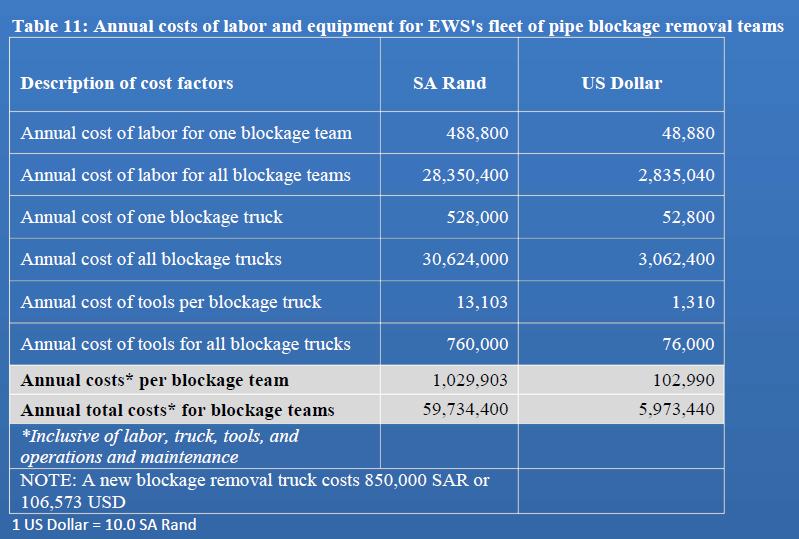 Table 11: Annual costs of labor and equipment for EWS's fleet of pipe blockage removal teams
Description of cost factors SA Rand US Dollar
Annual cost of labor for one blockage team 488,800 48,880
Annual cost of labor for all blockage teams 28,350,400 2,835,040
Annual cost of one blockage truck 528,000 52,800
Annual cost of all blockage trucks 30,624,000 3,062,400
Annual cost of tools per blockage truck 13,103 1,310
Annual cost of tools for all blockage trucks 760,000 76,000
Annual costs* per blockage team 1,029,903 102,990
Annual total costs* for blockage teams 59,734,400 5,973,440
*Inclusive of labor, truck, tools, and
operations and maintenance
NOTE: A new blockage removal truck costs 850,000 SAR or
106,573 USD
1 US Dollar = 10.0 SA Rand